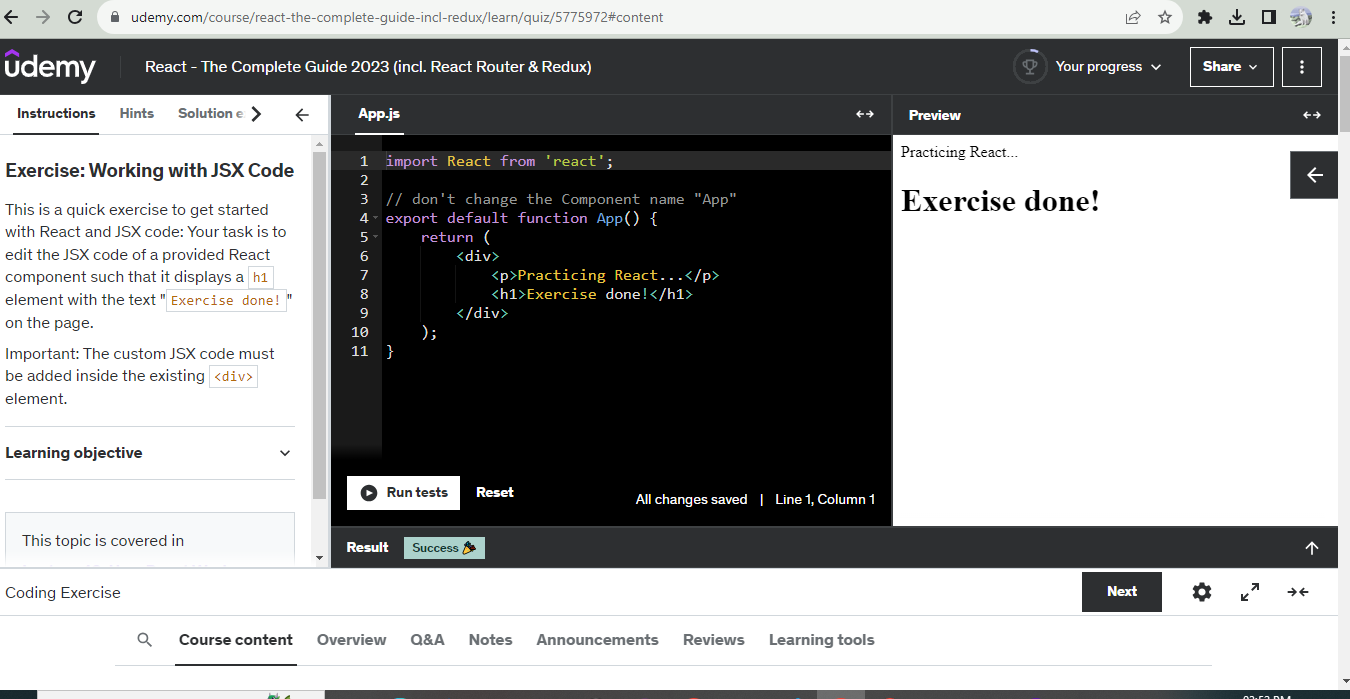 udemy.com/course/react-the-complete-guide-incl-redux/learn/quiz/5775972#content
udemy
React - The Complete Guide 2023 (incl. React Router & Redux)
Your progress
Share
Instructions
Hints
Solution e
Exercise: Working with JSX Code
This is a quick exercise to get started
with React and JSX code: Your task is to
edit the JSX code of a provided React
component such that it displays a h1
element with the text "Exercise done!"
on the page.
Important: The custom JSX code must
be added inside the existing <div>
element.
Learning objective
This topic is covered in
App.js
1 import React from 'react';
2
3 // don't change the Component name "App"
4 export default function App() {
5 return (
6 <div>
7 <p>Practicing React...</p>
8 <h1>Exercise done!</h1>
9 </div>
10 );
11 }
Run tests
Reset
All changes saved | Line 1, Column 1
Preview
Practicing React...
Exercise done!
Result
Success
Coding Exercise
Next
Course content
Overview
Q&A
Notes
Announcements
Reviews
Learning tools